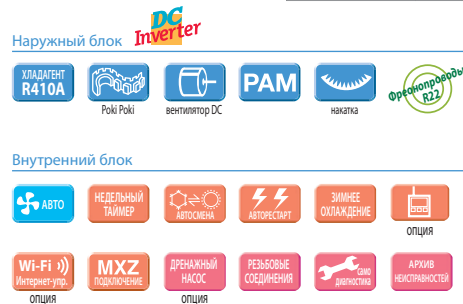 Наружный блок
DC
Inverter
ХЛАДАГЕНТ
R410A
PAM
Фреонопроводы
R22
Poki Poki
вентилятор DC
накатка
Внутренний блок
АВТО
НЕДЕЛЬНЫЙ
ТАЙМЕР
АВТОСМЕНА
АВТОРЕСТАРТ
ЗИМНЕЕ
ОХЛАЖДЕНИЕ
опция
Wi-Fi
Интернет-упр.
MXZ
ПОДКЛЮЧЕНИЕ
ДРЕНАЖНЫЙ
НАСОС
РЕЗЬБОВЫЕ
СОЕДИНЕНИЯ
само
диагностика
АРХИВ
НЕИСПРАВНОСТЕЙ
опция
опция